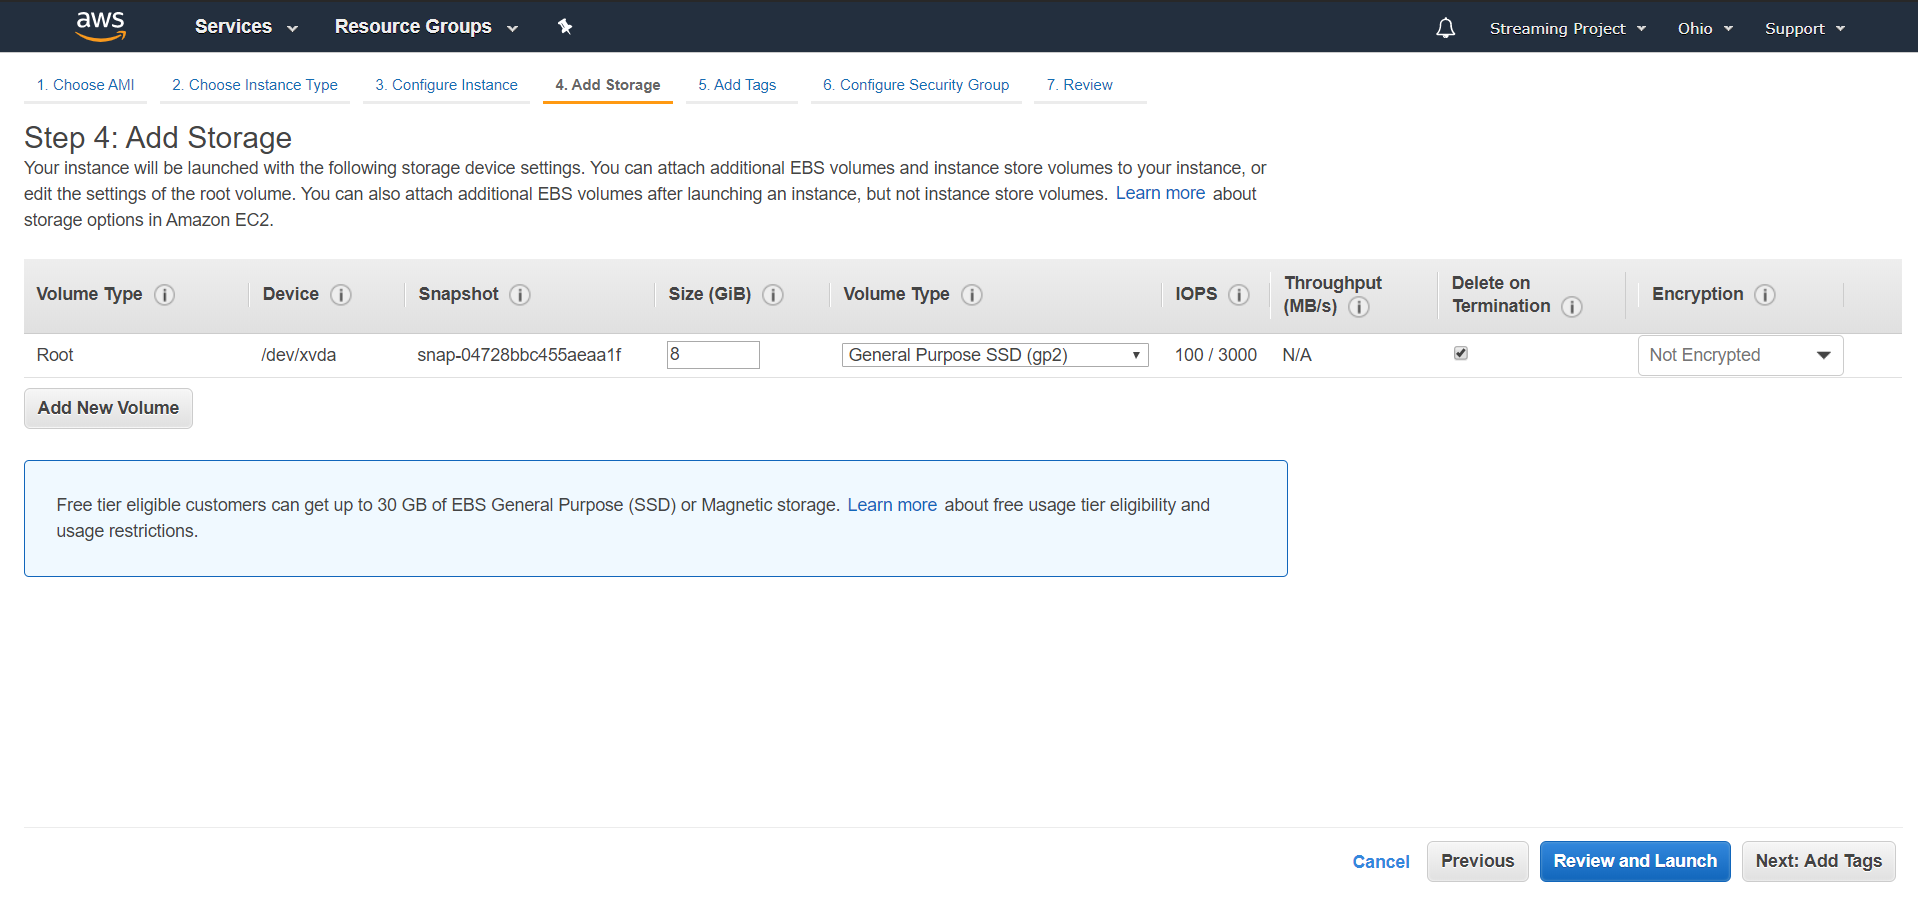 aws Services Resource Groups Streaming Project Ohio Support
1. Choose AMI 2. Choose Instance Type 3. Configure Instance 4. Add Storage 5. Add Tags 6. Configure Security Group 7. Review
Step 4: Add Storage
Your instance will be launched with the following storage device settings. You can attach additional EBS volumes and instance store volumes to your instance, or
edit the settings of the root volume. You can also attach additional EBS volumes after launching an instance, but not instance store volumes. Learn more about
storage options in Amazon EC2.
Volume Type Device Snapshot Size (GiB) Volume Type IOPS Throughput (MB/s) Delete on Termination Encryption
Root /dev/xvda snap-04728bbc455aeaa1f 8 General Purpose SSD (gp2) 100 / 3000 N/A Not Encrypted
Add New Volume
Free tier eligible customers can get up to 30 GB of EBS General Purpose (SSD) or Magnetic storage. Learn more about free usage tier eligibility and
usage restrictions.
Cancel Previous Review and Launch Next: Add Tags